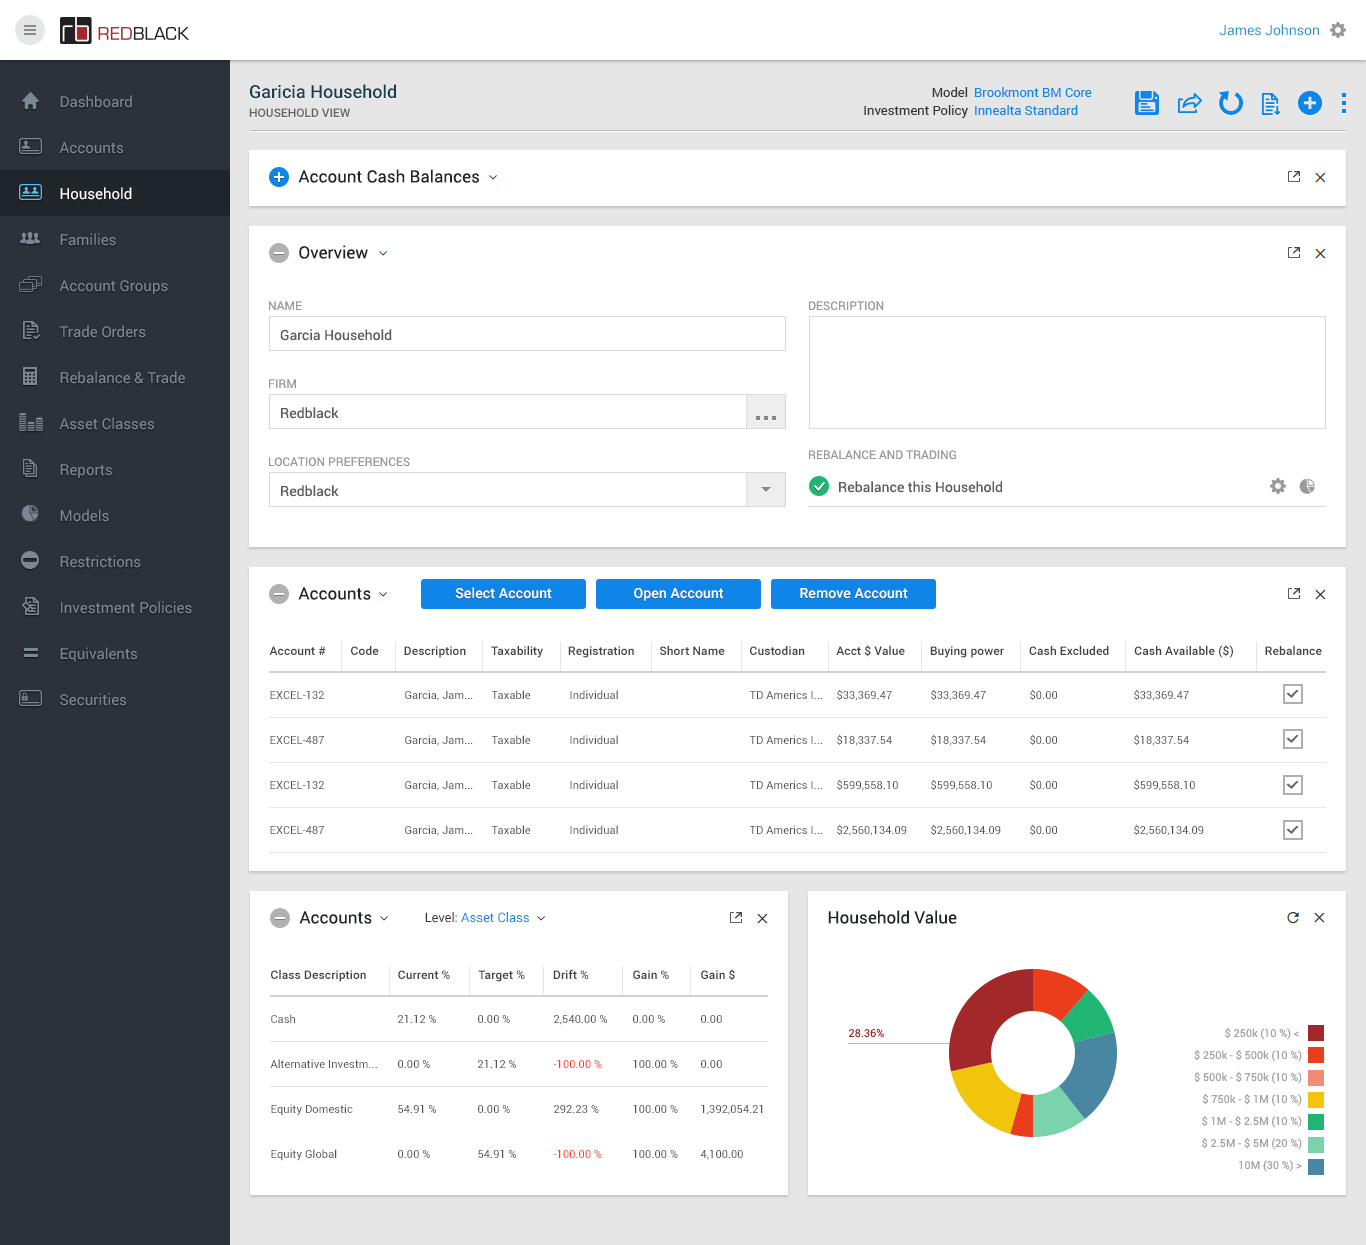 REDBLACK
James Johnson
Dashboard
Accounts
Household
Families
Account Groups
Trade Orders
Rebalance & Trade
Asset Classes
Reports
Models
Restrictions
Investment Policies
Equivalents
Securities
Garicia Household
HOUSEHOLD VIEW
Model Brookmont BM Core
Investment Policy Innealta Standard
Account Cash Balances
Overview
NAME
Garcia Household
FIRM
Redblack
...
LOCATION PREFERENCES
Redblack
DESCRIPTION
REBALANCE AND TRADING
Rebalance this Household
Accounts Select Account Open Account Remove Account
Account # Code Description Taxability Registration Short Name Custodian Acct $ Value Buying power Cash Excluded Cash Available ($) Rebalance
EXCEL-132 Garcia, Jam... Taxable Individual TD Americs I... $33,369.47 $33,369.47 $0.00 $33,369.47
EXCEL-487 Garcia, Jam... Taxable Individual TD Americs I... $18,337.54 $18,337.54 $0.00 $18,337.54
EXCEL-132 Garcia, Jam... Taxable Individual TD Americs I... $599,558.10 $599,558.10 $0.00 $599,558.10
EXCEL-487 Garcia, Jam... Taxable Individual TD Americs I... $2,560,134.09 $2,560,134.09 $0.00 $2,560,134.09
Accounts Level: Asset Class
Class Description Current % Target % Drift % Gain % Gain $
Cash 21.12 % 0.00 % 2,540.00 % 0.00 % 0.00
Alternative Investm... 0.00 % 21.12 % -100.00 % 100.00 % 0.00
Equity Domestic 54.91 % 0.00 % 292.23 % 100.00 % 1,392,054.21
Equity Global 0.00 % 54.91 % -100.00 % 100.00 % 4,100.00
Household Value
28.36%
$ 250k (10 %) <
$ 250k - $ 500k (10 %)
$ 500k - $ 750k (10 %)
$ 750k - $ 1M (10 %)
$ 1M - $ 2.5M (10 %)
$ 2.5M - $ 5M (20 %)
10M (30 %) >